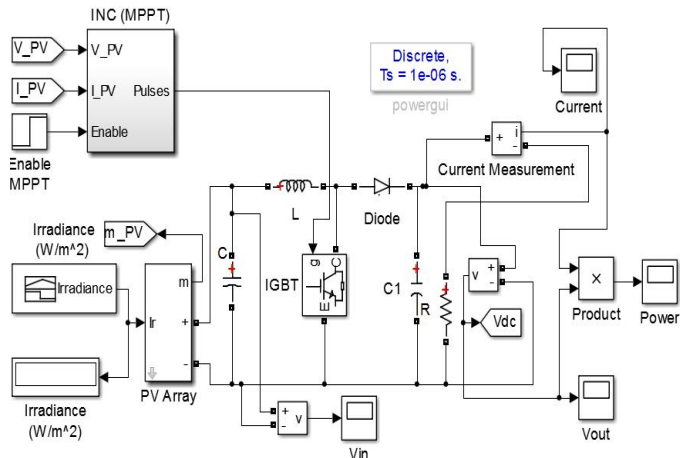 INC (MPPT)
V_PV
V_PV
I_PV
I_PV
Pulses
Enable
Enable
MPPT
Discrete,
Ts = 1e-06 s.
powergui
Current
i
+
-
Current Measurement
L
Diode
Irradiance
(W/m^2)
m_PV
Irradiance
m
Ir
+
-
PV Array
C
+
g
C
E
IGBT
C1
+
R
+
v
+
-
Vdc
×
Product
Power
Irradiance
(W/m^2)
+
-
v
Vin
Vout